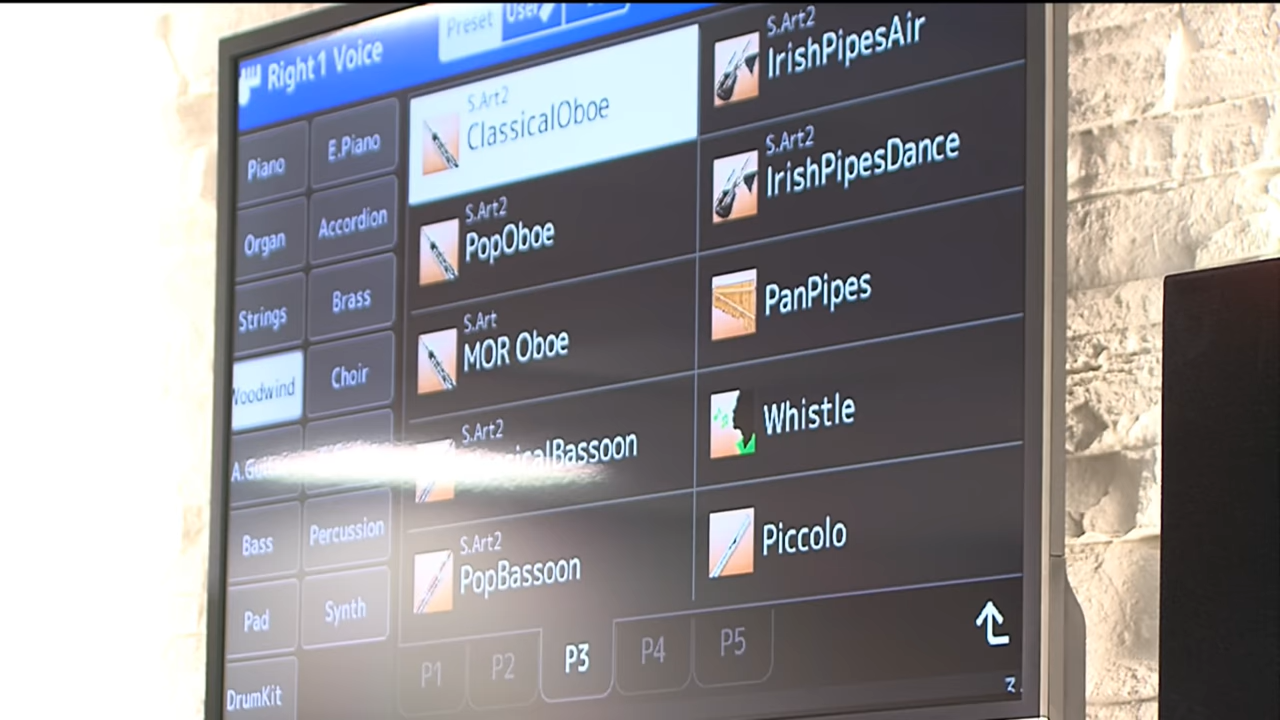 Right1 Voice
Preset
User
Piano
E.Piano
Organ
Accordion
Strings
Brass
Woodwind
Choir
Bass
Percussion
Pad
Synth
DrumKit
S.Art2
ClassicalOboe
S.Art2
PopOboe
S.Art
MOR Oboe
S.Art2
S.Art2
PopBassoon
S.Art2
IrishPipesAir
S.Art2
IrishPipesDance
PanPipes
Whistle
Piccolo
P1
P2
P3
P4
P5